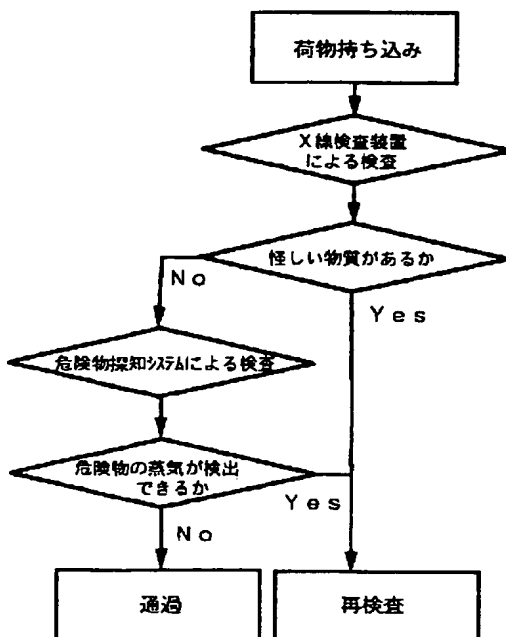 荷物持ち込み
X線検査装置
による検査
怪しい物質があるか
No
Yes
危険物探知システムによる検査
危険物の蒸気が検出
できるか
Yes
No
通過
再検査